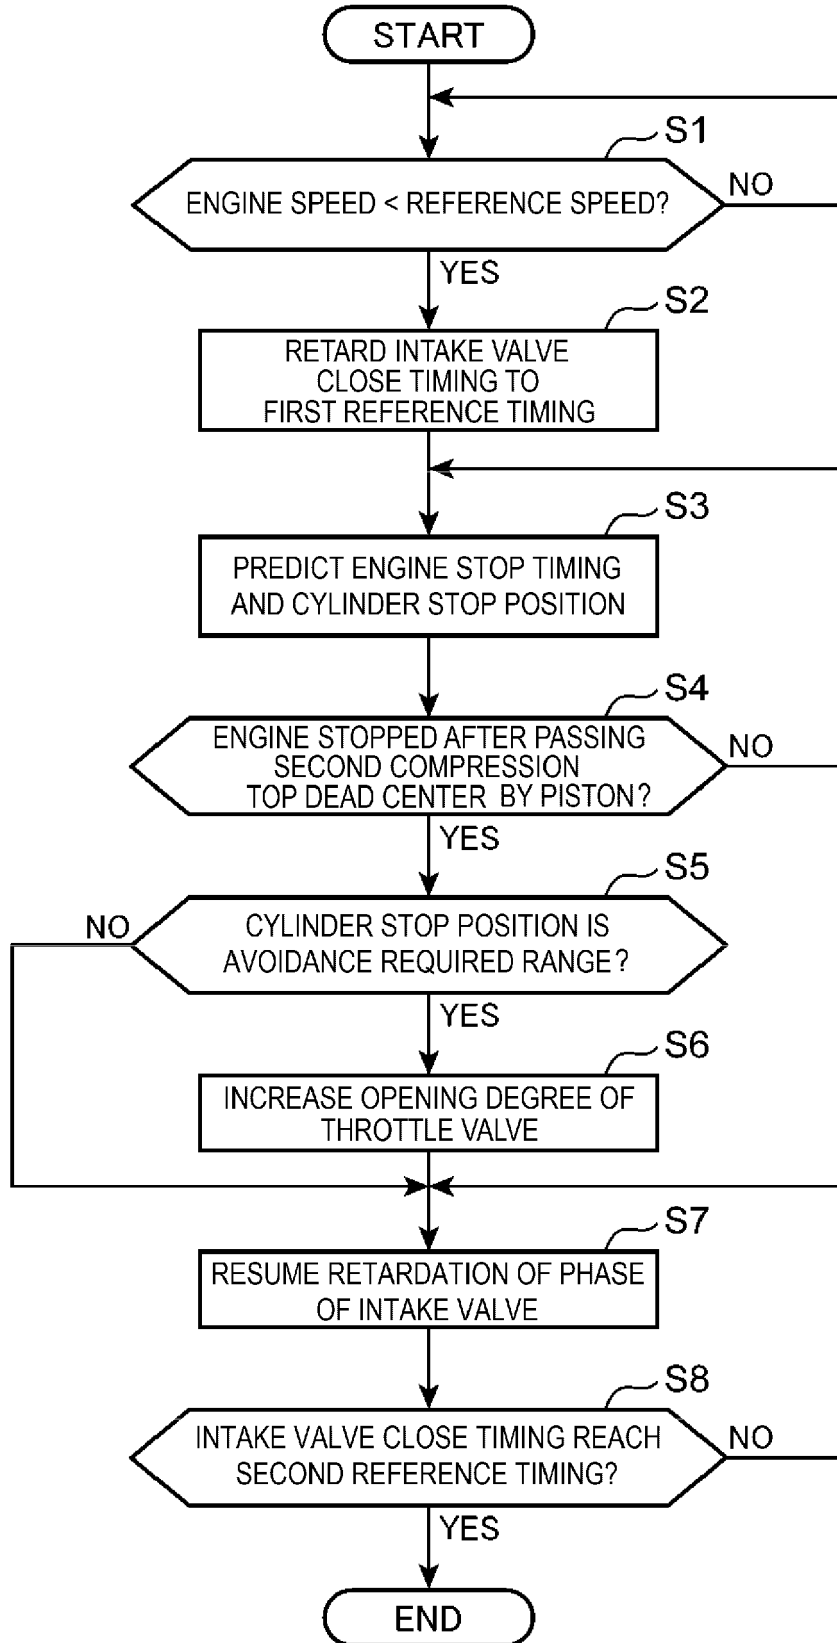 START
S1
ENGINE SPEED < REFERENCE SPEED?
NO
YES
S2
RETARD INTAKE VALVE
CLOSE TIMING TO
FIRST REFERENCE TIMING
S3
PREDICT ENGINE STOP TIMING
AND CYLINDER STOP POSITION
S4
ENGINE STOPPED AFTER PASSING
SECOND COMPRESSION
TOP DEAD CENTER BY PISTON?
NO
YES
S5
NO
CYLINDER STOP POSITION IS
AVOIDANCE REQUIRED RANGE?
YES
S6
INCREASE OPENING DEGREE OF
THROTTLE VALVE
S7
RESUME RETARDATION OF PHASE
OF INTAKE VALVE
S8
INTAKE VALVE CLOSE TIMING REACH
SECOND REFERENCE TIMING?
NO
YES
END